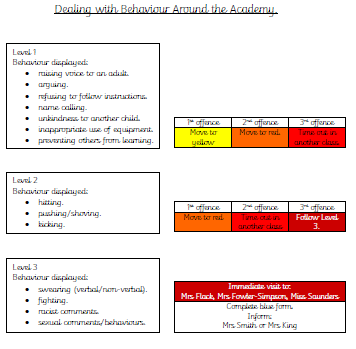 Dealing with Behaviour Around the Academy.
Level 1
Behaviour displayed:
raising voice to an adult.
arguing.
refusing to follow instructions.
name calling.
unkindness to another child.
inappropriate use of equipment.
preventing others from learning.
1st offence 2nd offence 3rd offence
Move to yellow Move to red. Time out in another class.
Level 2
Behaviour displayed:
hitting.
pushing/shoving.
kicking.
1st offence 2nd offence 3rd offence
Move to red Time out in another class. Follow Level 3.
Level 3
Behaviour displayed:
swearing (verbal/non-verbal).
fighting.
racist comments.
sexual comments/behaviours.
Immediate visit to:
Mrs Flack, Mrs Fowler-Simpson, Miss Saunders
Complete blue form.
Inform:
Mrs Smith or Mrs King